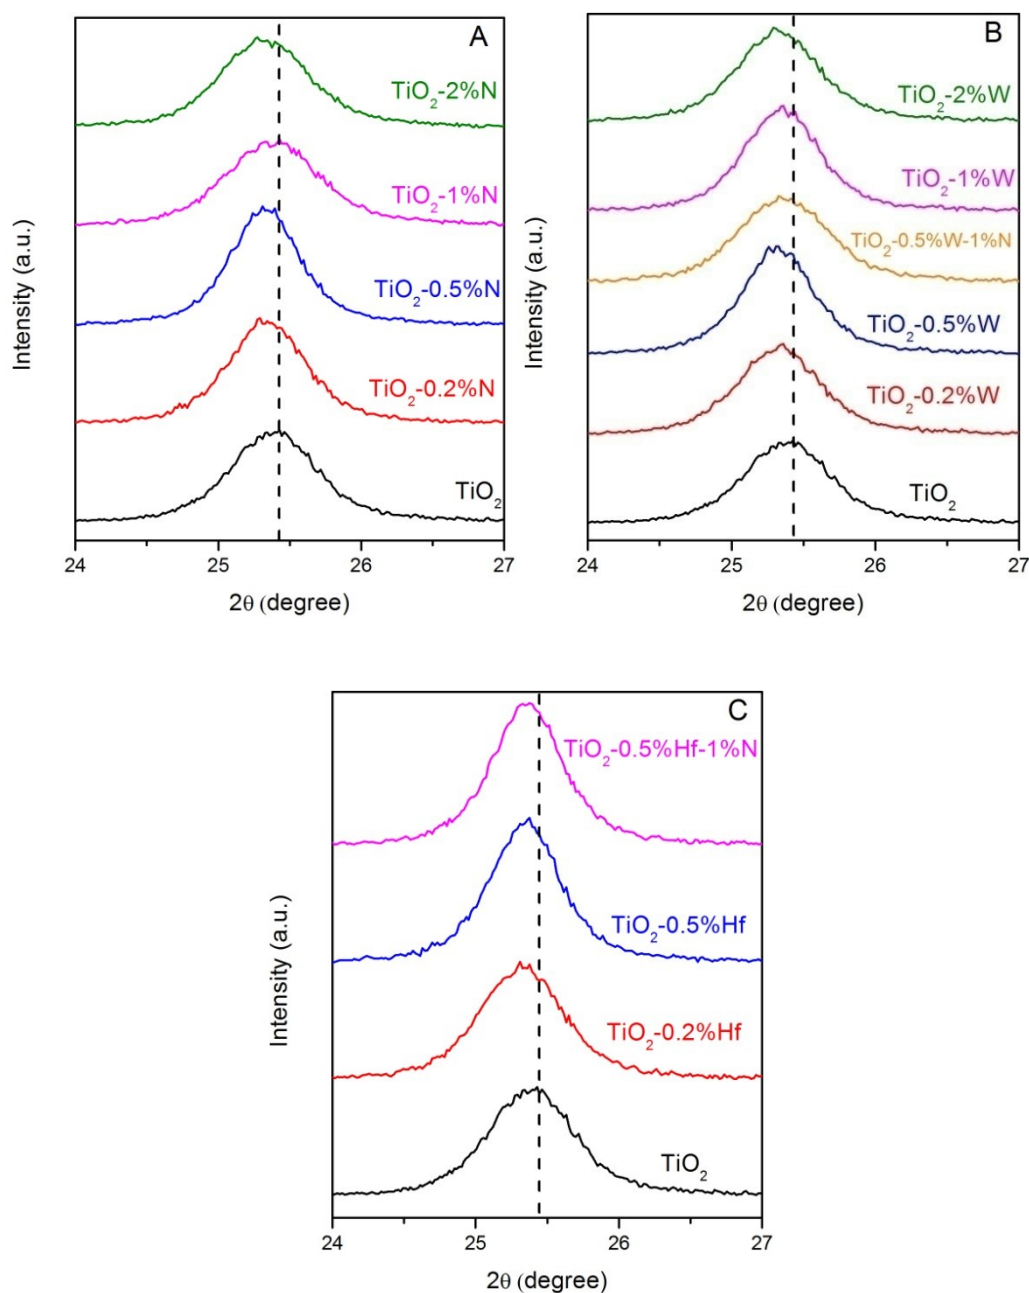 A
TiO2-2%N
TiO2-1%N
TiO2-0.5%N
TiO2-0.2%N
TiO2
Intensity (a.u.)
24 25 26 27
2θ (degree)
B
TiO2-2%W
TiO2-1%W
TiO2-0.5%W-1%N
TiO2-0.5%W
TiO2-0.2%W
TiO2
Intensity (a.u.)
24 25 26 27
2θ (degree)
C
TiO2-0.5%Hf-1%N
TiO2-0.5%Hf
TiO2-0.2%Hf
TiO2
Intensity (a.u.)
24 25 26 27
2θ (degree)